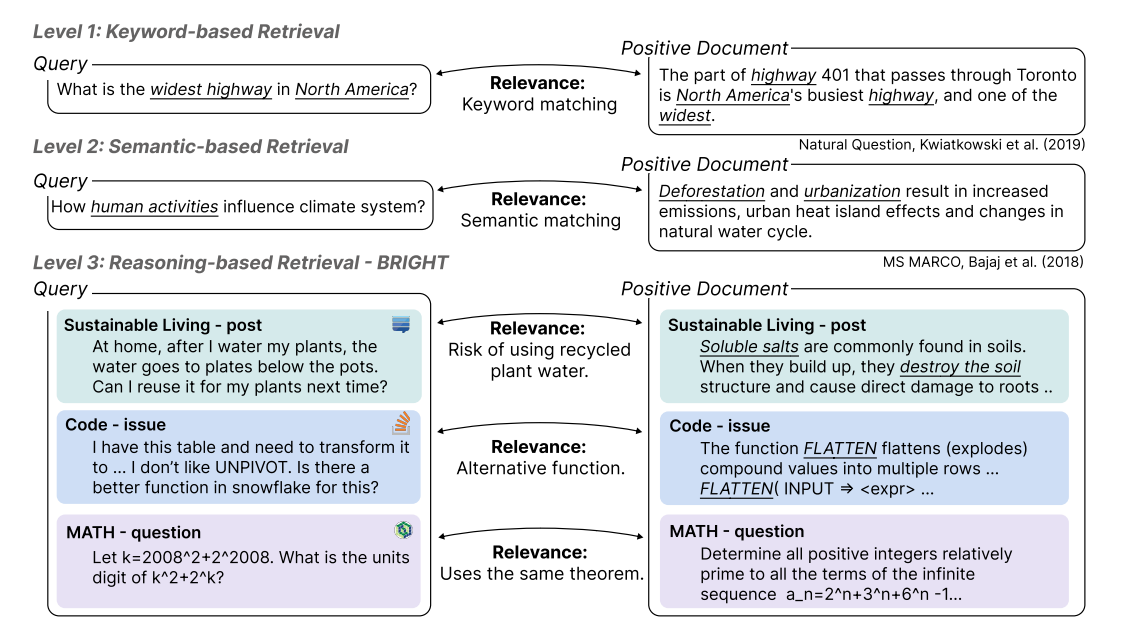 Level 1: Keyword-based Retrieval
Query
What is the widest highway in North America?
Relevance:
Keyword matching
Positive Document
The part of highway 401 that passes through Toronto
is North America's busiest highway, and one of the
widest.
Natural Question, Kwiatkowski et al. (2019)
Level 2: Semantic-based Retrieval
Query
How human activities influence climate system?
Relevance:
Semantic matching
Positive Document
Deforestation and urbanization result in increased
emissions, urban heat island effects and changes in
natural water cycle.
MS MARCO, Bajaj et al. (2018)
Level 3: Reasoning-based Retrieval - BRIGHT
Query
Positive Document
Sustainable Living - post
At home, after I water my plants, the
water goes to plates below the pots.
Can I reuse it for my plants next time?
Relevance:
Risk of using recycled
plant water.
Sustainable Living - post
Soluble salts are commonly found in soils.
When they build up, they destroy the soil
structure and cause direct damage to roots ..
Code - issue
I have this table and need to transform it
to ... I don't like UNPIVOT. Is there a
better function in snowflake for this?
Relevance:
Alternative function.
Code - issue
The function FLATTEN flattens (explodes)
compound values into multiple rows ...
FLATTEN( INPUT ⇒ <expr> ...
MATH - question
Let k=2008^2+2^2008. What is the units
digit of k^2+2^k?
Relevance:
Uses the same theorem.
MATH - question
Determine all positive integers relatively
prime to all the terms of the infinite
sequence a_n=2^n+3^n+6^n -1...